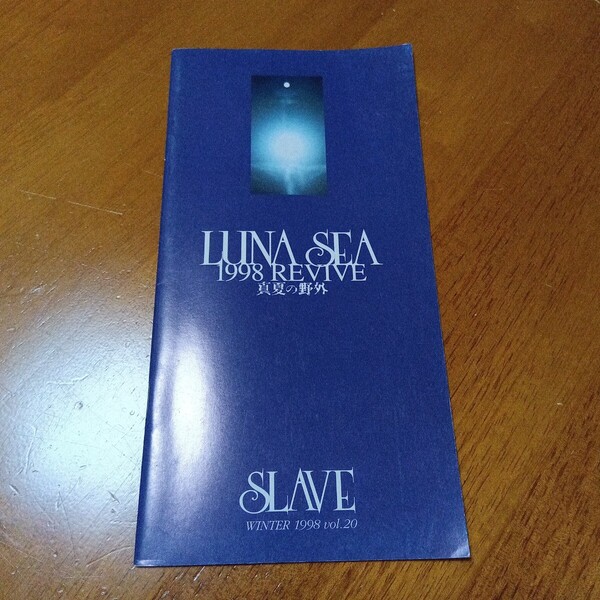 LUNA SEA
1998 REVIVE
真夏の野外
SLAVE
WINTER 1998 vol.20